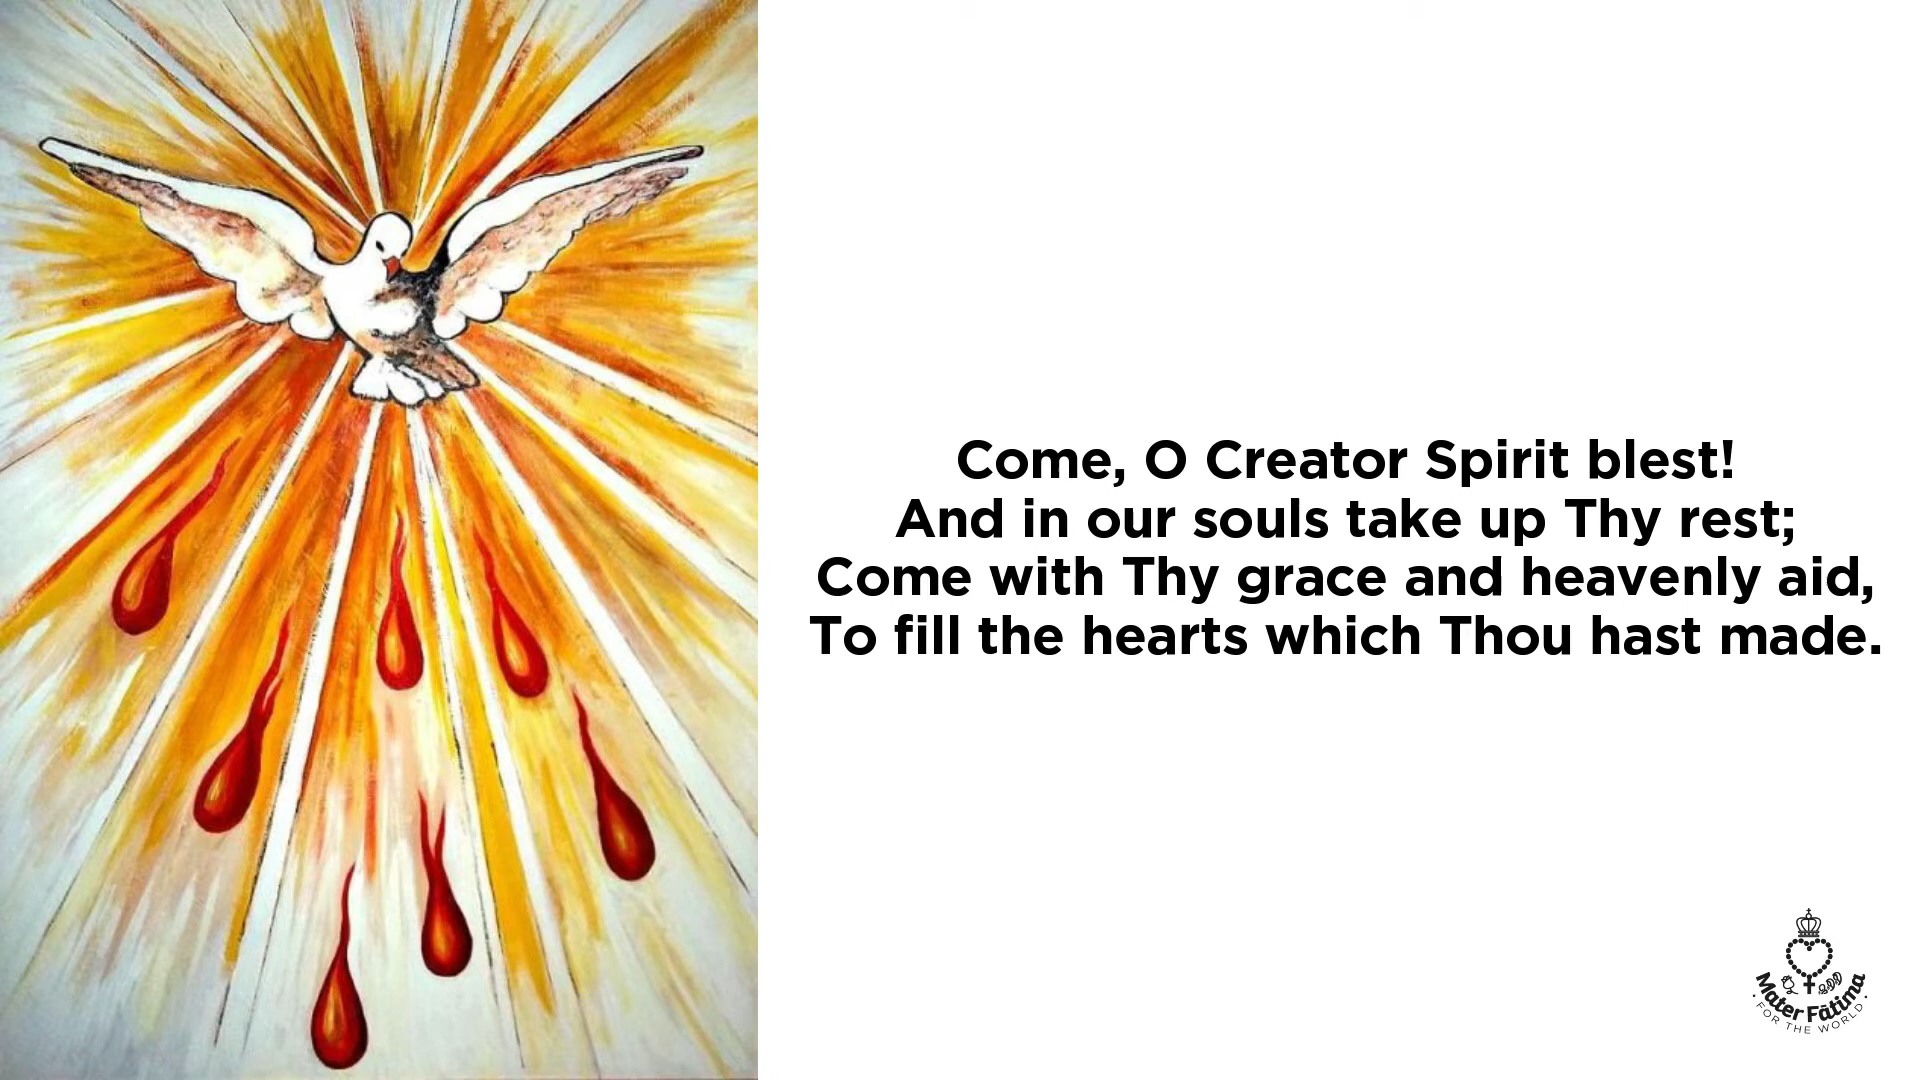 Come, O Creator Spirit blest!
And in our souls take up Thy rest;
Come with Thy grace and heavenly aid,
To fill the hearts which Thou hast made.
Mater Fátima
• FOR THE WORLD •